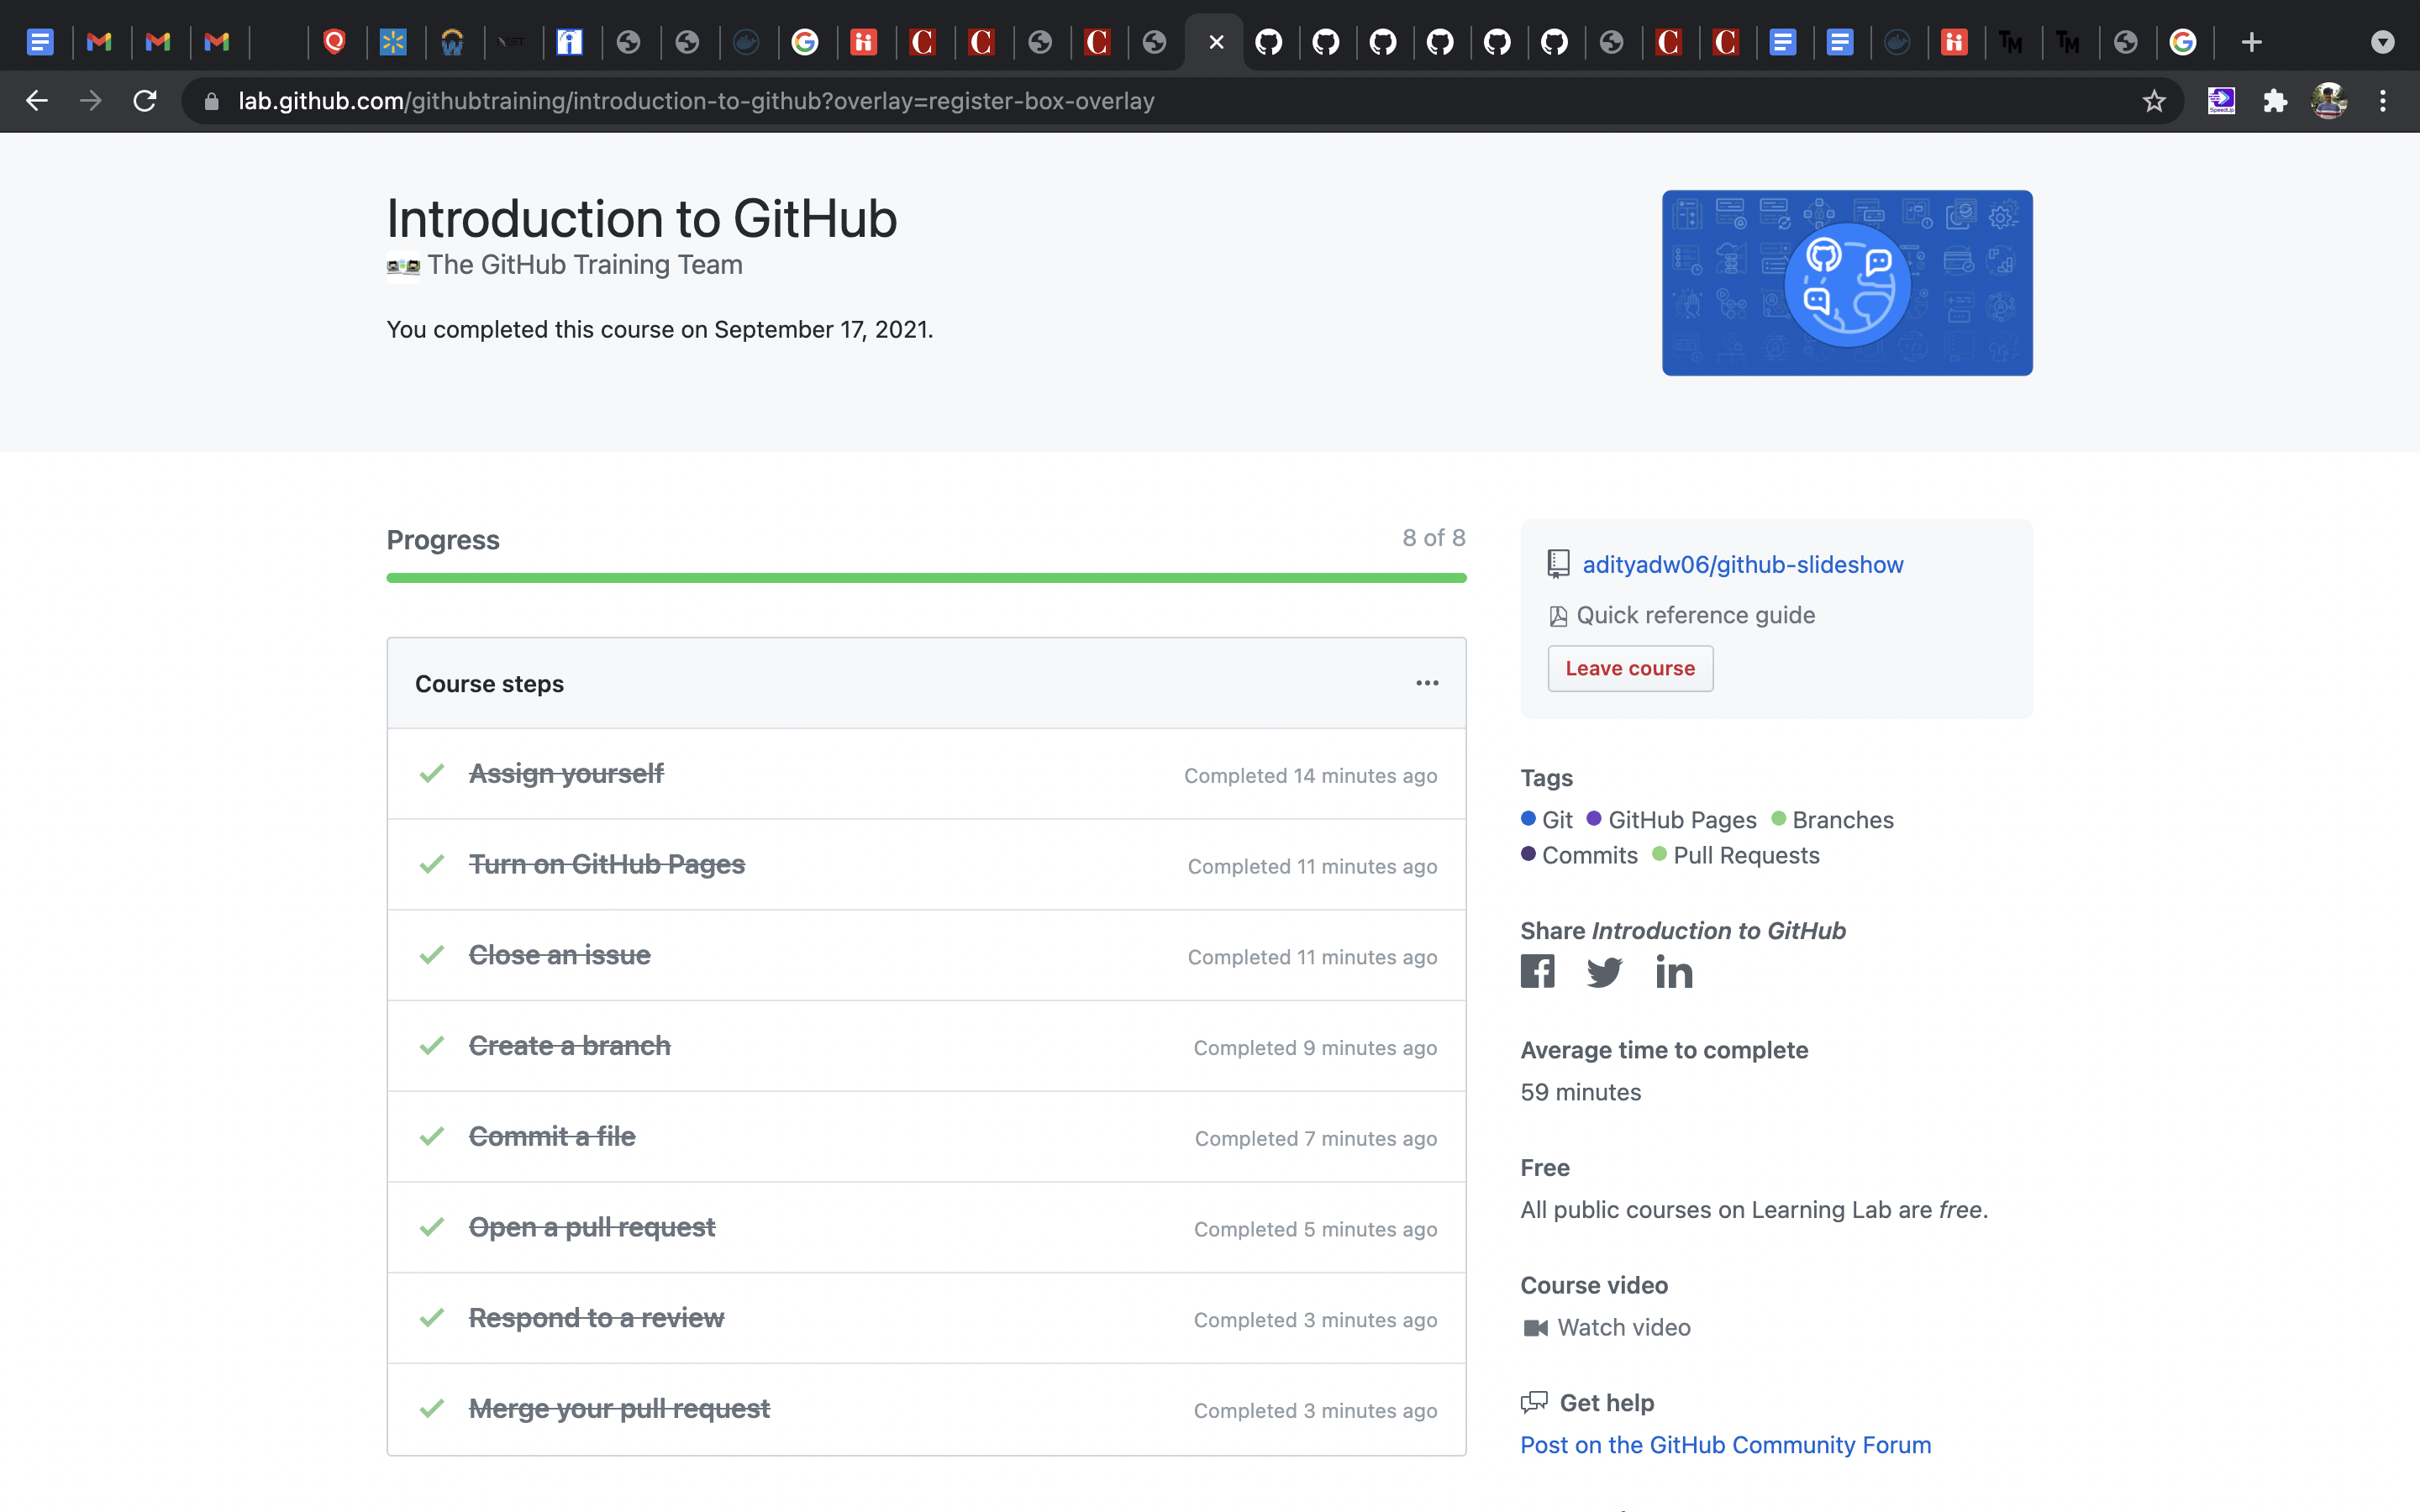 lab.github.com/githubtraining/introduction-to-github?overlay=register-box-overlay
Introduction to GitHub
The GitHub Training Team
You completed this course on September 17, 2021.
Progress
8 of 8
Course steps
Assign yourself
Completed 14 minutes ago
Turn on GitHub Pages
Completed 11 minutes ago
Close an issue
Completed 11 minutes ago
Create a branch
Completed 9 minutes ago
Commit a file
Completed 7 minutes ago
Open a pull request
Completed 5 minutes ago
Respond to a review
Completed 3 minutes ago
Merge your pull request
Completed 3 minutes ago
adityadw06/github-slideshow
Quick reference guide
Leave course
Tags
Git GitHub Pages Branches
Commits Pull Requests
Share Introduction to GitHub
Average time to complete
59 minutes
Free
All public courses on Learning Lab are free.
Course video
Watch video
Get help
Post on the GitHub Community Forum